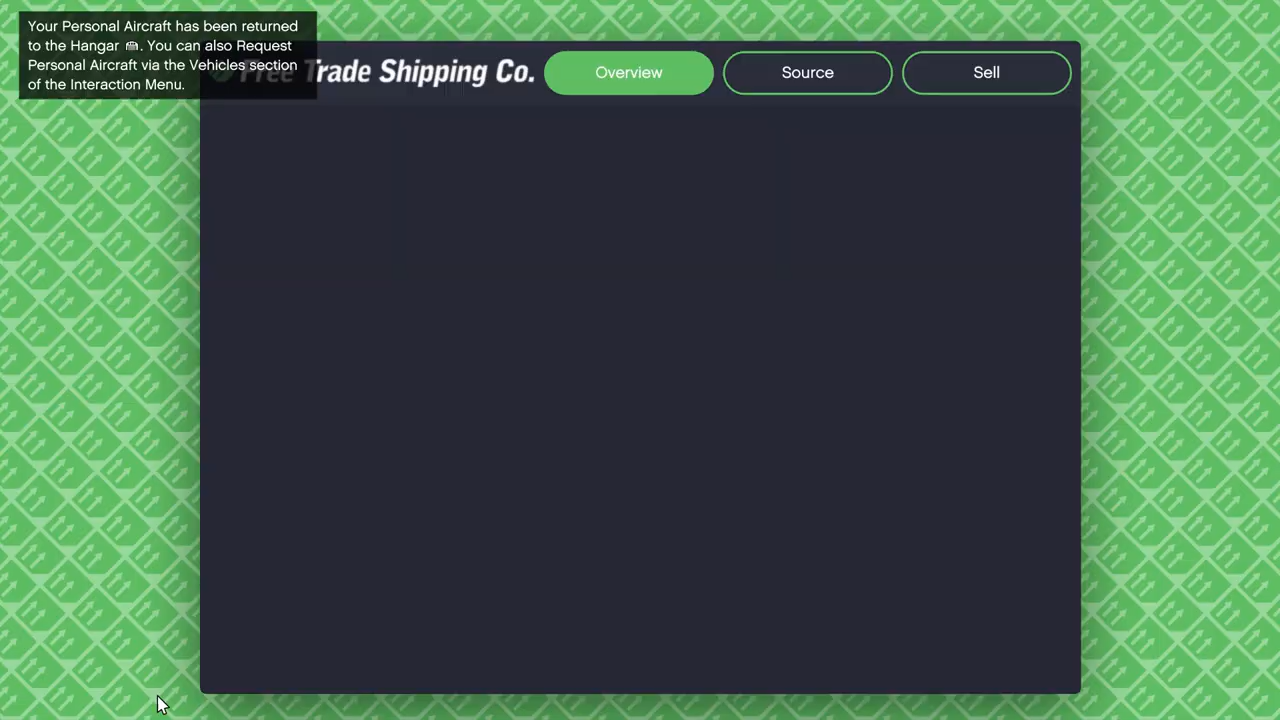 Your Personal Aircraft has been returned
to the Hangar . You can also Request
Personal Aircraft via the Vehicles section
of the Interaction Menu.
Free Trade Shipping Co.
Overview
Source
Sell